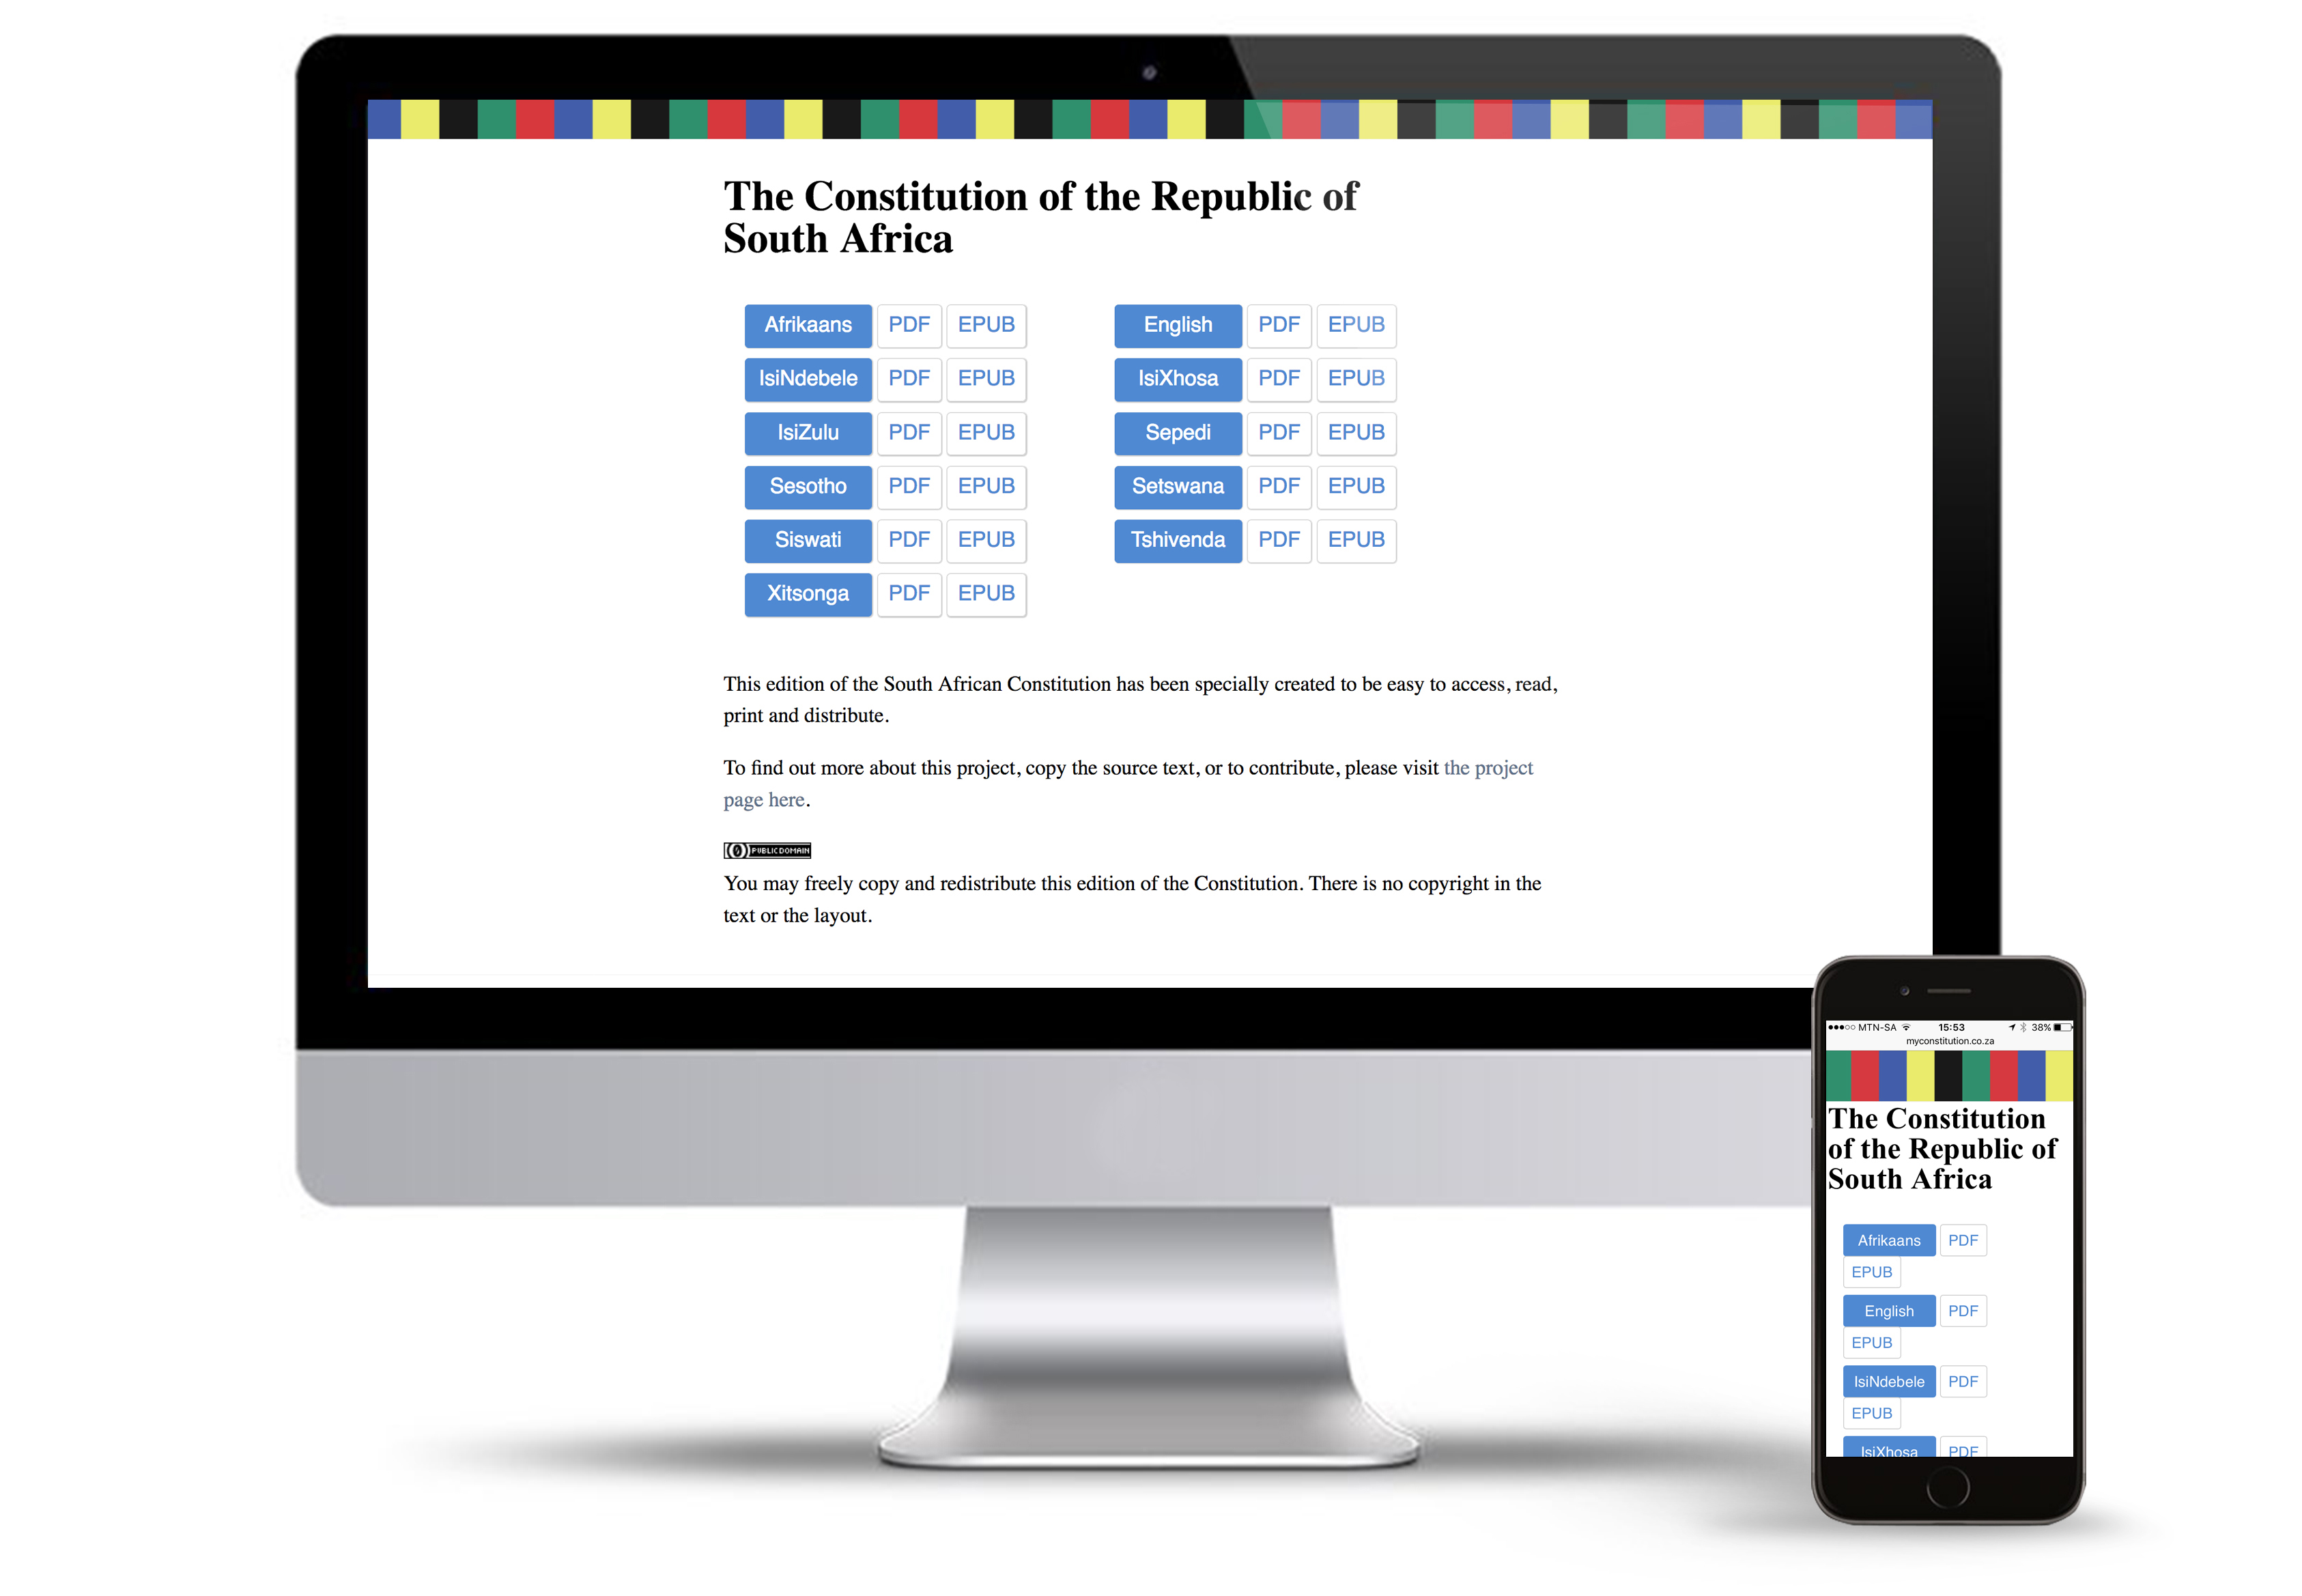 The Constitution of the Republic of
South Africa
Afrikaans PDF EPUB English PDF EPUB
IsiNdebele PDF EPUB IsiXhosa PDF EPUB
IsiZulu PDF EPUB Sepedi PDF EPUB
Sesotho PDF EPUB Setswana PDF EPUB
Siswati PDF EPUB Tshivenda PDF EPUB
Xitsonga PDF EPUB
This edition of the South African Constitution has been specially created to be easy to access, read,
print and distribute.
To find out more about this project, copy the source text, or to contribute, please visit the project
page here.
PUBLIC DOMAIN
You may freely copy and redistribute this edition of the Constitution. There is no copyright in the
text or the layout.
MTN-SA 15:53 38%
myconstitution.co.za
The Constitution
of the Republic of
South Africa
Afrikaans PDF
EPUB
English PDF
EPUB
IsiNdebele PDF
EPUB
IsiXhosa PDF